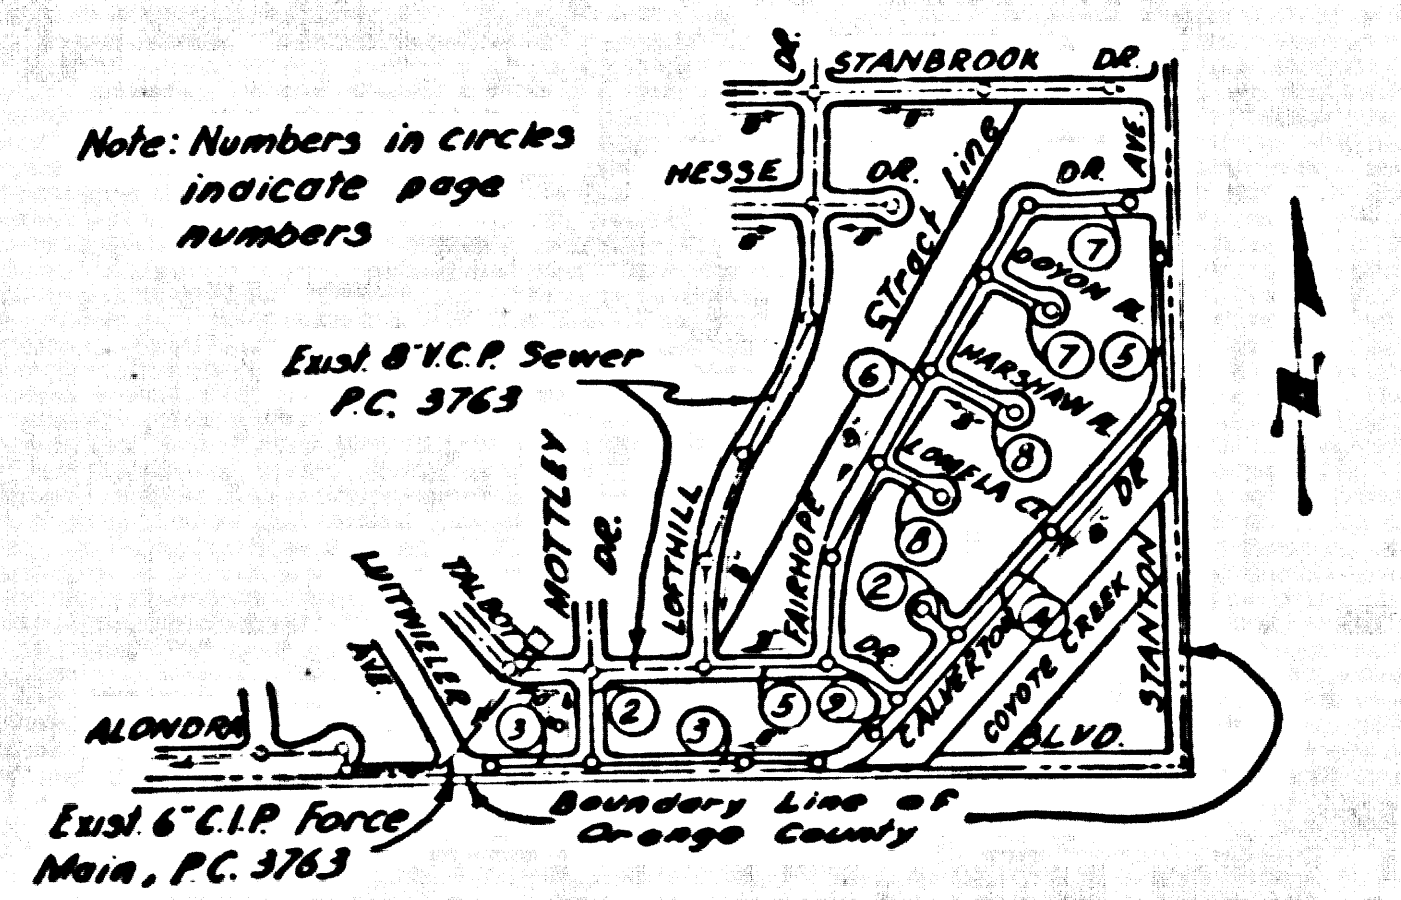 DR.
STANBROOK DR.
Note: Numbers in circles
indicate page
numbers
HESSE DR.
DR.
AVE.
Tract Line
7
DOYON PL
7
5
Exist. 8" V.C.P. Sewer
P.C. 3763
6
HARSHAW PL
8
LOMELA CT
8
MOTTLEY
DR.
LOFTHILL
FAIRHOPE
DR.
2
DR
LUITWIELER
AVE.
TALBOT
CALVERTON
DR
COYOTE CREEK
STANTON
BLVD.
ALONDRA
3
2
3
5
9
Exist. 6" C.I.P. Force
Main, P.C. 3763
Boundary Line of
Orange County